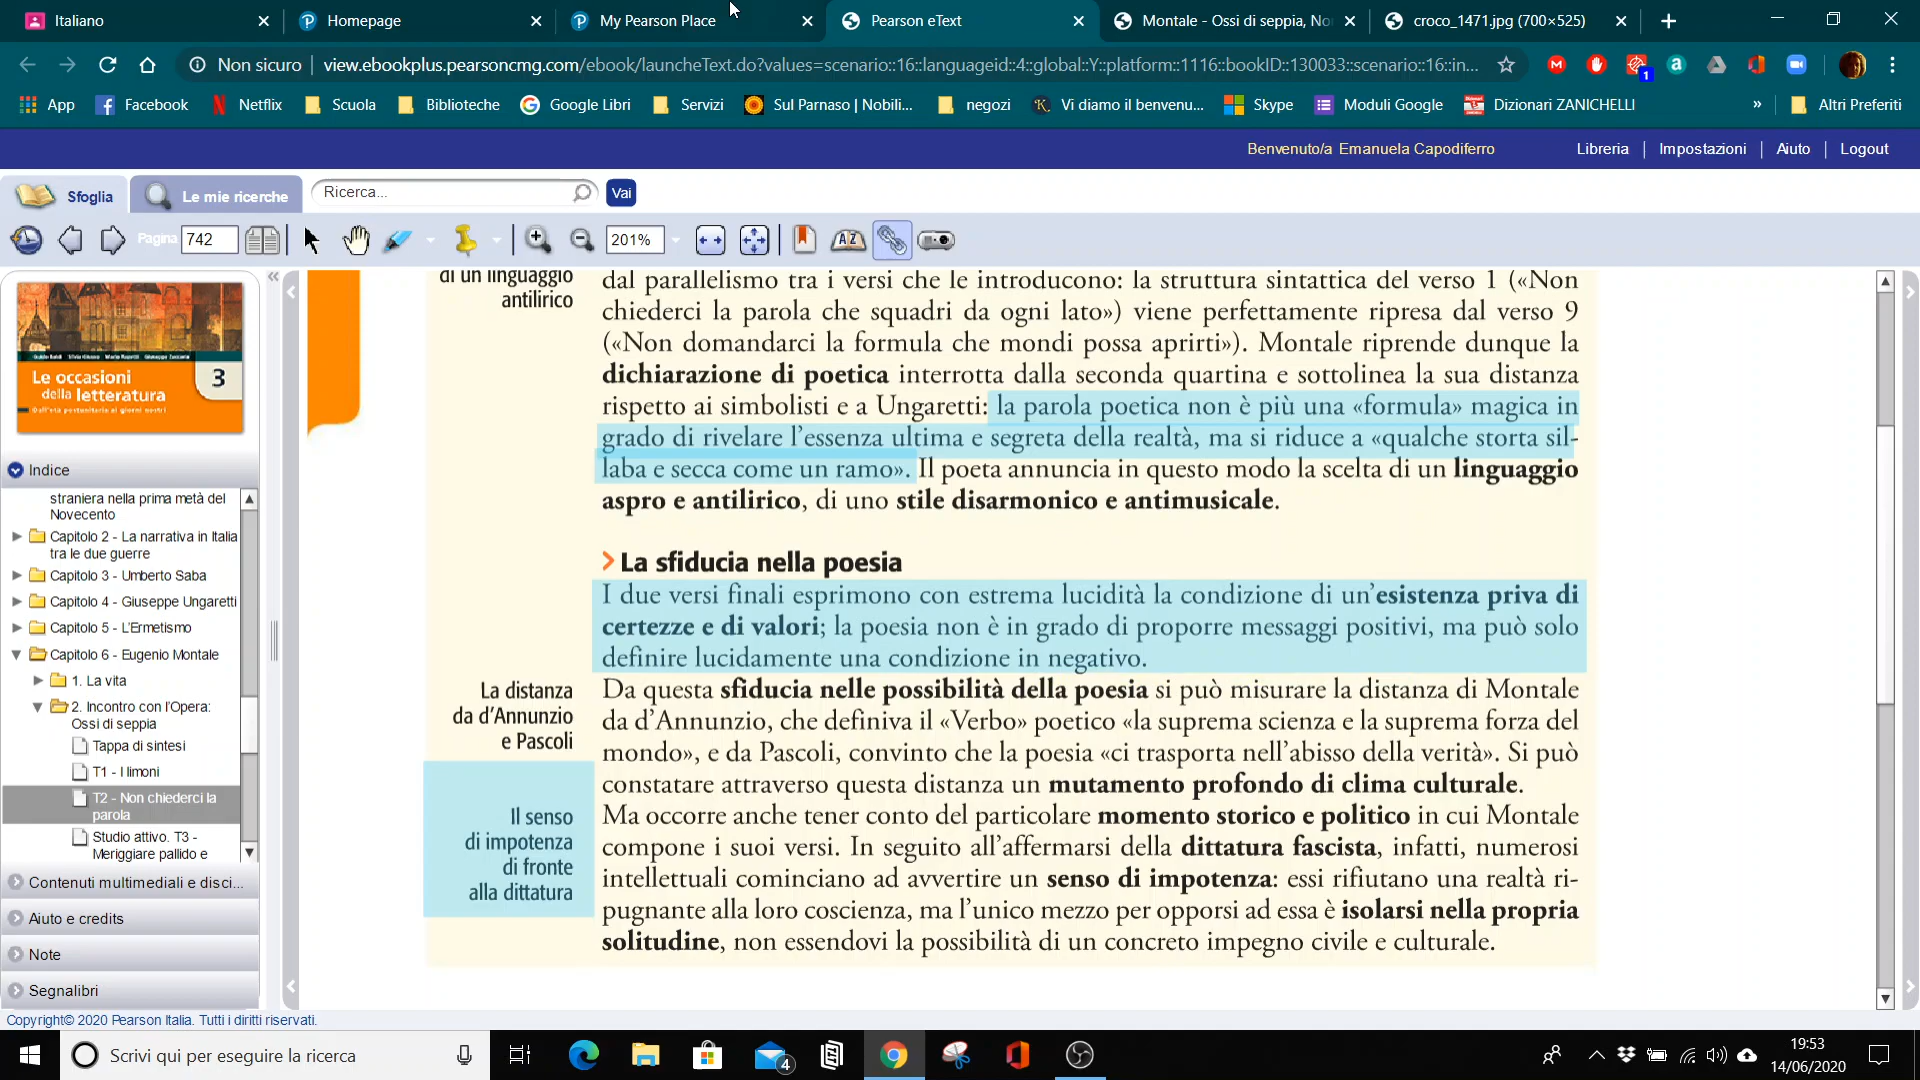 Italiano
Homepage
My Pearson Place
Pearson eText
Montale - Ossi di seppia, No
croco_1471.jpg (700×525)
Non sicuro
view.ebookplus.pearsoncmg.com/ebook/launcheText.do?values=scenario::16::languageid::4::global::Y::platform::1116::bookID::130033::scenario::16::in...
App
Facebook
Netflix
Scuola
Biblioteche
Google Libri
Servizi
Sul Parnaso | Nobili...
negozi
Vi diamo il benvenu...
Skype
Moduli Google
Dizionari ZANICHELLI
»
Altri Preferiti
Benvenuto/a Emanuela Capodiferro
Libreria | Impostazioni | Aiuto | Logout
Sfoglia
Le mie ricerche
Ricerca...
Vai
Pagina 742
201%
A Z
Guido Baldi Silvia Giusso Mario Razetti Giuseppe Zaccaria
Le occasioni
della letteratura
3
Dall'età postunitaria ai giorni nostri
Indice
straniera nella prima metà del
Novecento
Capitolo 2 - La narrativa in Italia
tra le due guerre
Capitolo 3 - Umberto Saba
Capitolo 4 - Giuseppe Ungaretti
Capitolo 5 - L'Ermetismo
Capitolo 6 - Eugenio Montale
1. La vita
2. Incontro con l'Opera:
Ossi di seppia
Tappa di sintesi
T1 - I limoni
T2 - Non chiederci la
parola
Studio attivo. T3 -
Meriggiare pallido e
Contenuti multimediali e disci...
Aiuto e credits
Note
Segnalibri
di un linguaggio
antilirico
dal parallelismo tra i versi che le introducono: la struttura sintattica del verso 1 («Non
chiederci la parola che squadri da ogni lato») viene perfettamente ripresa dal verso 9
(«Non domandarci la formula che mondi possa aprirti»). Montale riprende dunque la
dichiarazione di poetica interrotta dalla seconda quartina e sottolinea la sua distanza
rispetto ai simbolisti e a Ungaretti: la parola poetica non è più una «formula» magica in
grado di rivelare l'essenza ultima e segreta della realtà, ma si riduce a «qualche storta sil-
laba e secca come un ramo». Il poeta annuncia in questo modo la scelta di un linguaggio
aspro e antilirico, di uno stile disarmonico e antimusicale.
La sfiducia nella poesia
I due versi finali esprimono con estrema lucidità la condizione di un'esistenza priva di
certezze e di valori; la poesia non è in grado di proporre messaggi positivi, ma può solo
definire lucidamente una condizione in negativo.
La distanza
da d'Annunzio
e Pascoli
Da questa sfiducia nelle possibilità della poesia si può misurare la distanza di Montale
da d'Annunzio, che definiva il «Verbo» poetico «la suprema scienza e la suprema forza del
mondo», e da Pascoli, convinto che la poesia «ci trasporta nell'abisso della verità». Si può
constatare attraverso questa distanza un mutamento profondo di clima culturale.
Il senso
di impotenza
di fronte
alla dittatura
Ma occorre anche tener conto del particolare momento storico e politico in cui Montale
compone i suoi versi. In seguito all'affermarsi della dittatura fascista, infatti, numerosi
intellettuali cominciano ad avvertire un senso di impotenza: essi rifiutano una realtà ri-
pugnante alla loro coscienza, ma l'unico mezzo per opporsi ad essa è isolarsi nella propria
solitudine, non essendovi la possibilità di un concreto impegno civile e culturale.
Copyright© 2020 Pearson Italia. Tutti i diritti riservati.
Scrivi qui per eseguire la ricerca
4
19:53
14/06/2020